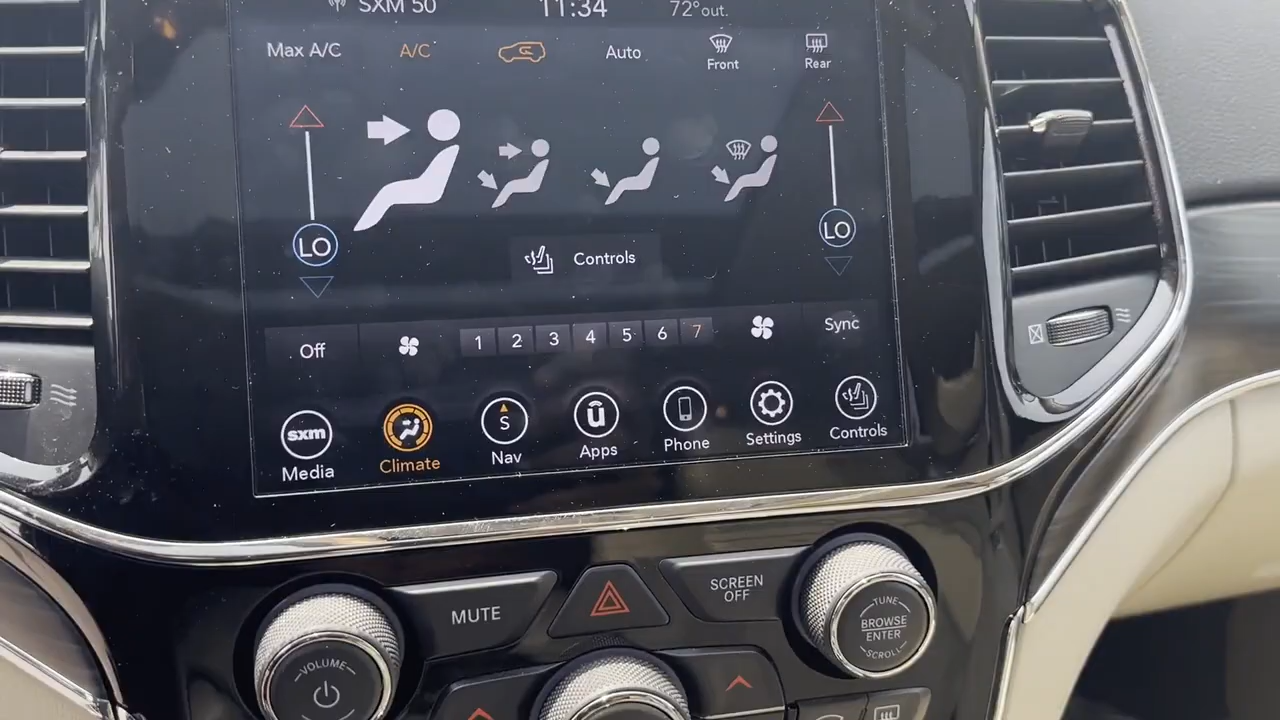 SXM 50 11:34 72°out.
Max A/C A/C Auto Front Rear
LO LO
Controls
Off 1 2 3 4 5 6 7 Sync
sxm S ū
Media Climate Nav Apps Phone Settings Controls
MUTE SCREEN OFF
VOLUME
TUNE
BROWSE
ENTER
SCROLL